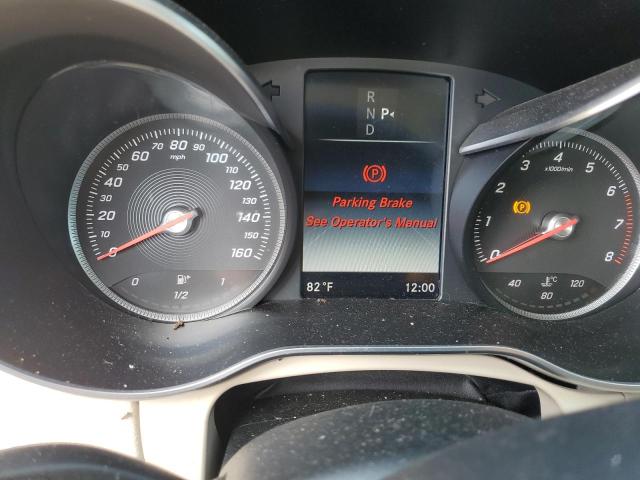 R
N P
D
(P)
Parking Brake
See Operator's Manual
82°F 12:00
0 10 20 30 40 50 60 70 80 90 100 110 120 130 140 150 160
mph
0 1/2 1
0 1 2 3 4 5 6 7 8
x1000/min
(P)
40 80 120
°C